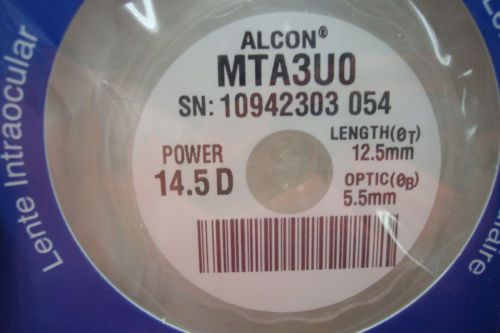 ALCON®
MTA3U0
SN: 10942303 054
LENGTH(ØT)
12.5mm
POWER
14.5 D
OPTIC(ØB)
5.5mm
Lente Intraocular